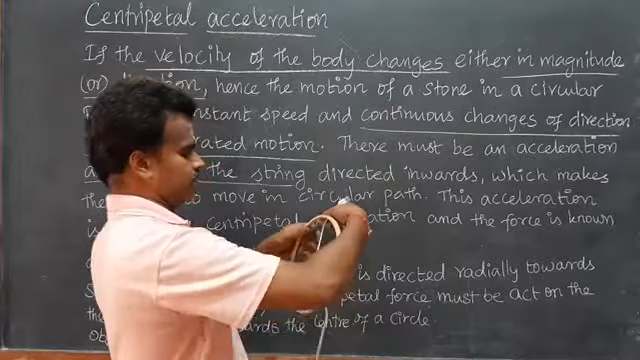 Centripetal acceleration
If the velocity of the body changes either in magnitude
(or) direction, hence the motion of a stone in a circular
constant speed and continuous changes of direction
motion. There must be an acceleration
the string directed inwards, which makes
the to move in circular path. This acceleration
is centripetal and the force is known
is directed radially towards
force must be act on the
the centre of a circle.